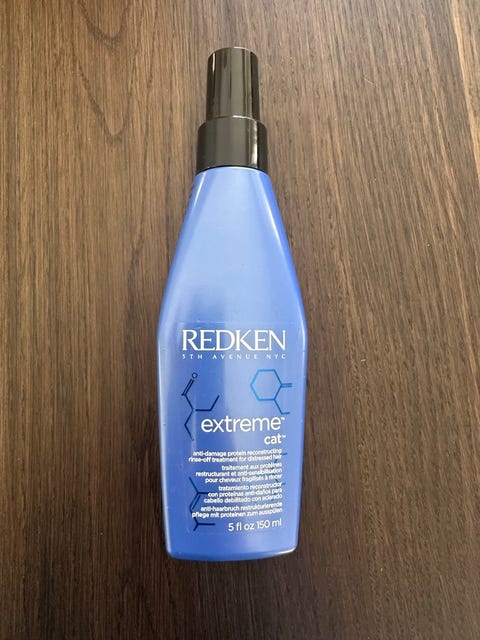 REDKEN
5TH AVENUE NYC
extreme™
cat™
anti-damage protein reconstructing
rinse-off treatment for distressed hair
traitement aux protéines
restructurant et anti-sensibilisation
pour cheveux fragilisés à rincer
tratamiento reconstructor
con proteínas anti-daños para
cabello debilitado con aclarado
anti-haarbruch restrukturierende
pflege mit proteinen zum ausspülen
5 fl oz 150 ml